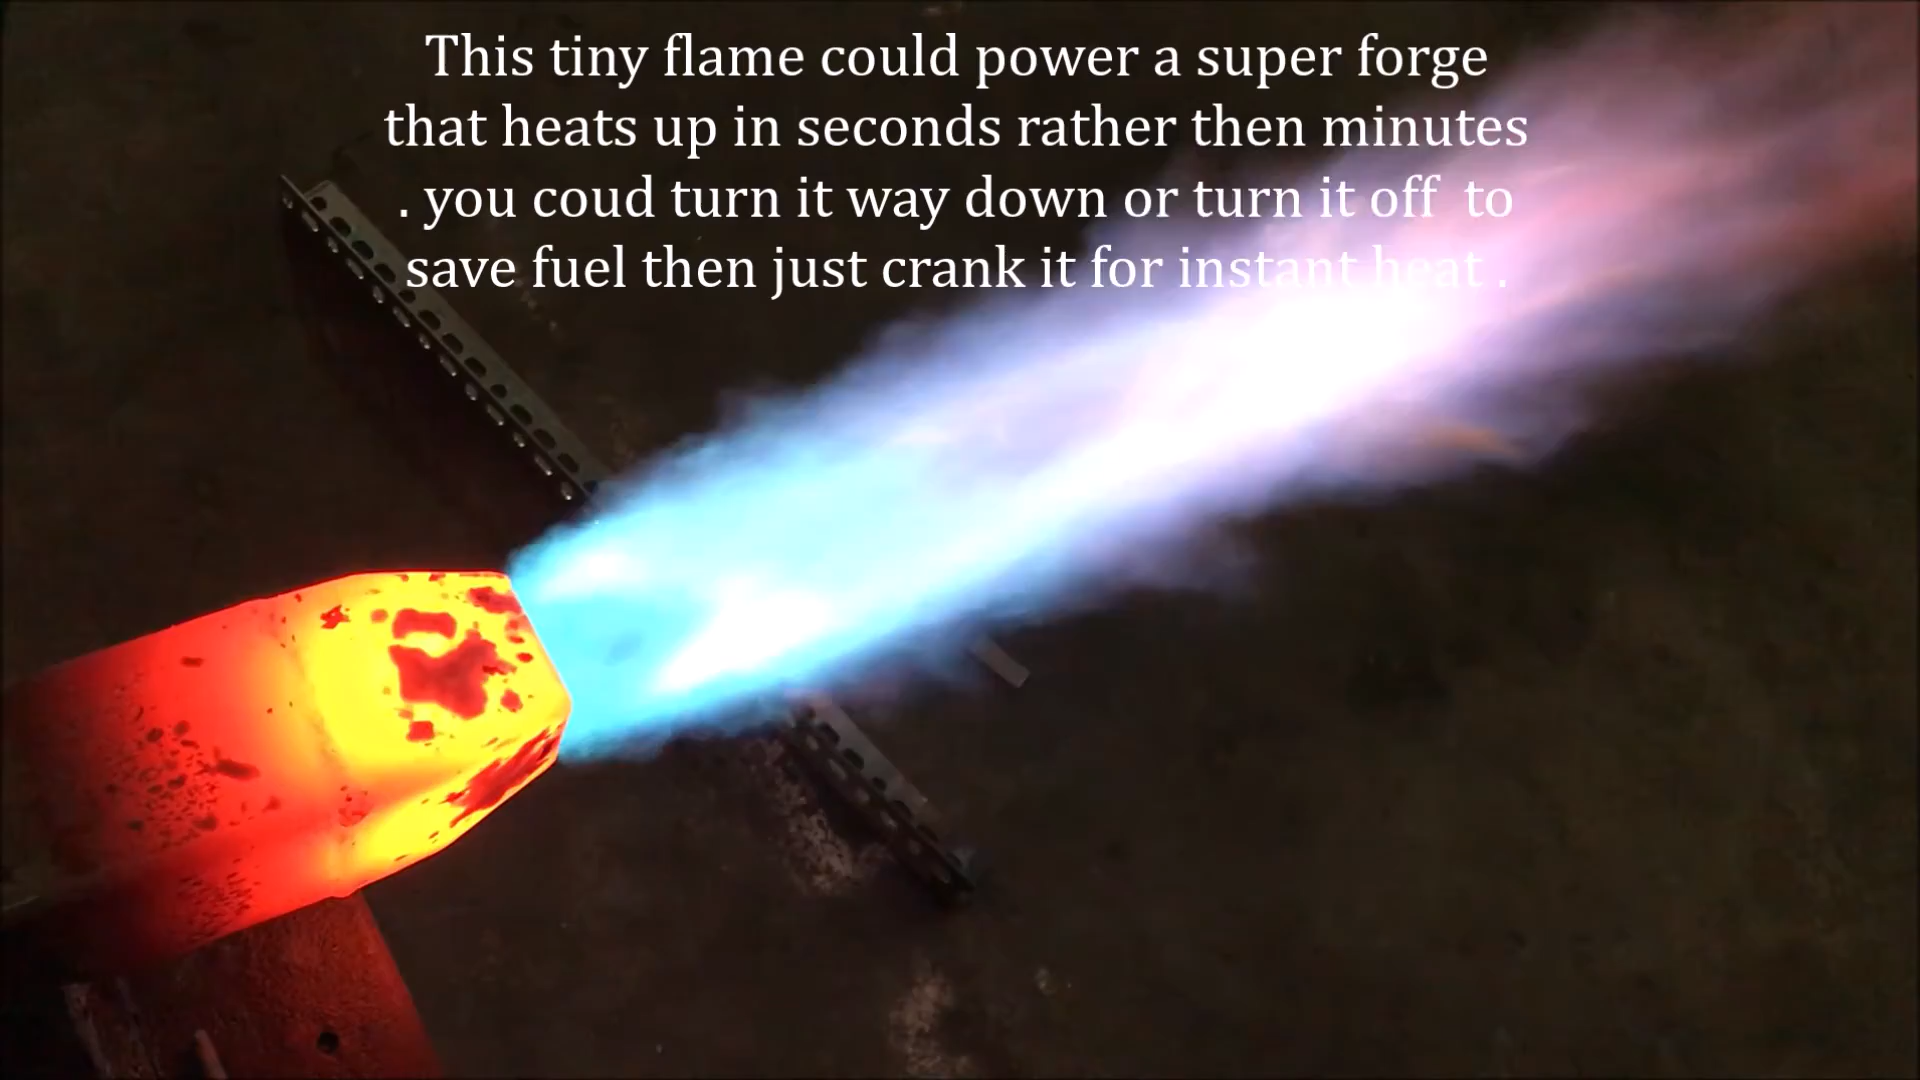 This tiny flame could power a super forge
that heats up in seconds rather then minutes
. you coud turn it way down or turn it off  to
save fuel then just crank it for instant heat .